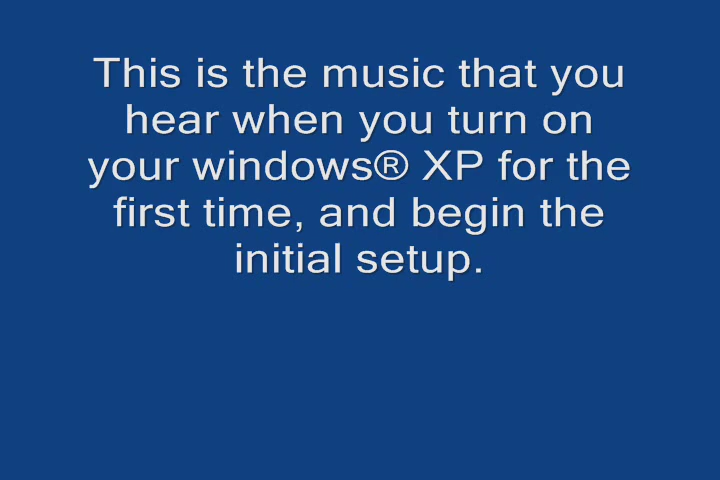 This is the music that you
hear when you turn on
your windows® XP for the
first time, and begin the
initial setup.